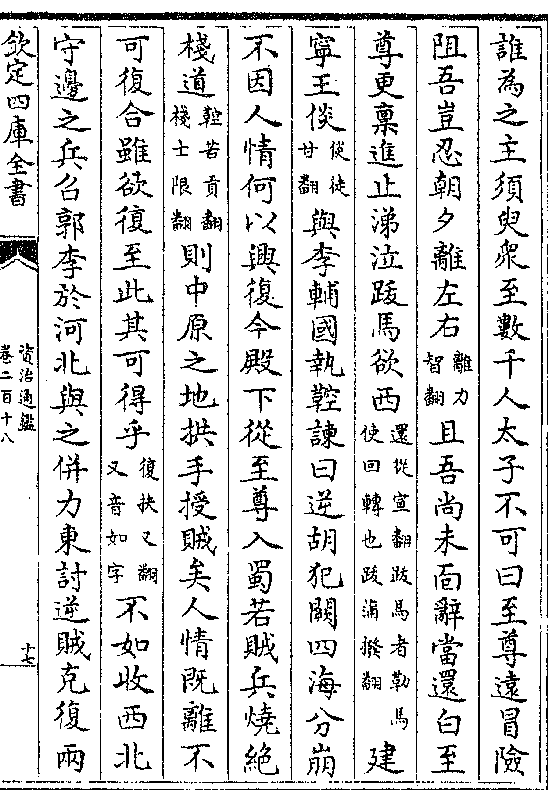 誰為之主須臾衆至數千人太子不可曰至尊遠冒險
阻吾豈忍朝夕離左右離力智翻且吾尚未面辭當還白至
尊更稟進止涕泣跋馬欲西還從宣翻跋馬者勒馬使回轉也跋蒲撥翻建
寧王倓倓徒甘翻與李輔國執鞚諫曰逆胡犯闕四海分崩
不因人情何以興復今殿下從至尊入蜀若賊兵燒絶
棧道鞚苦貢翻棧士限翻則中原之地拱手授賊矣人情既離不
可復合雖欲復至此其可得乎復扶又翻又音如字不如收西北
守邊之兵召郭李於河北與之併力東討逆賊克復兩
欽定四庫全書
資治通鑑
卷二百十八
十七